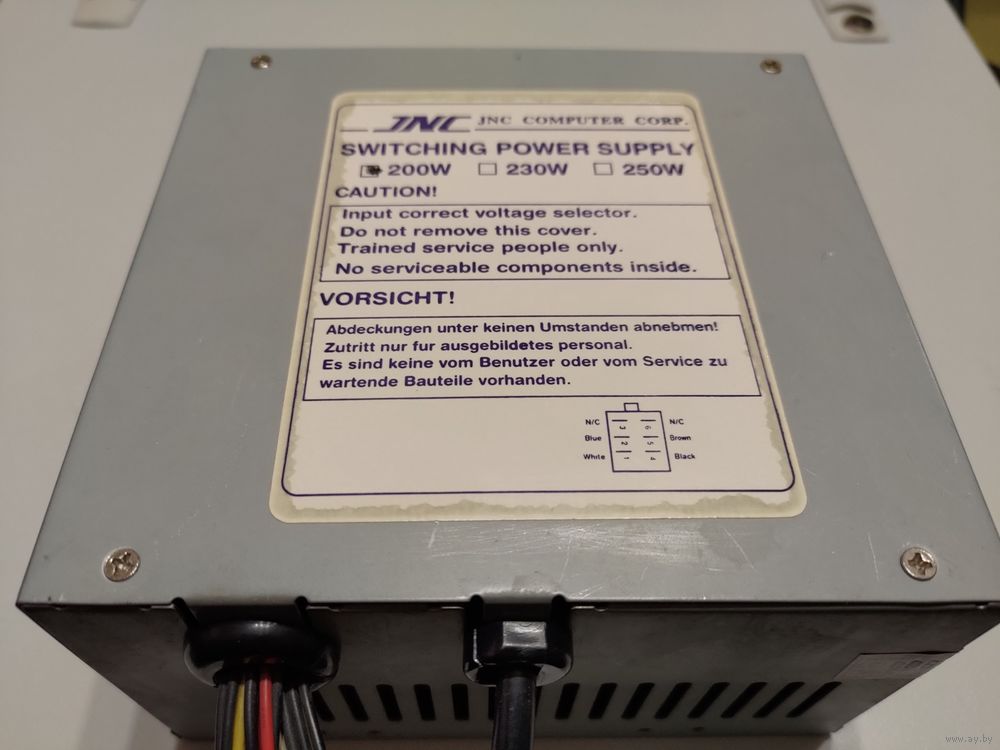 JNC JNC COMPUTER CORP.
SWITCHING POWER SUPPLY
200W 230W 250W
CAUTION!
Input correct voltage selector.
Do not remove this cover.
Trained service people only.
No serviceable components inside.
VORSICHT!
Abdeckungen unter keinen Umstanden abnebmen!
Zutritt nur fur ausgebildetes personal.
Es sind keine vom Benutzer oder vom Service zu
wartende Bauteile vorhanden.
N/C 3 6 N/C
Blue 2 5 Brown
White 1 4 Black
www.ay.by